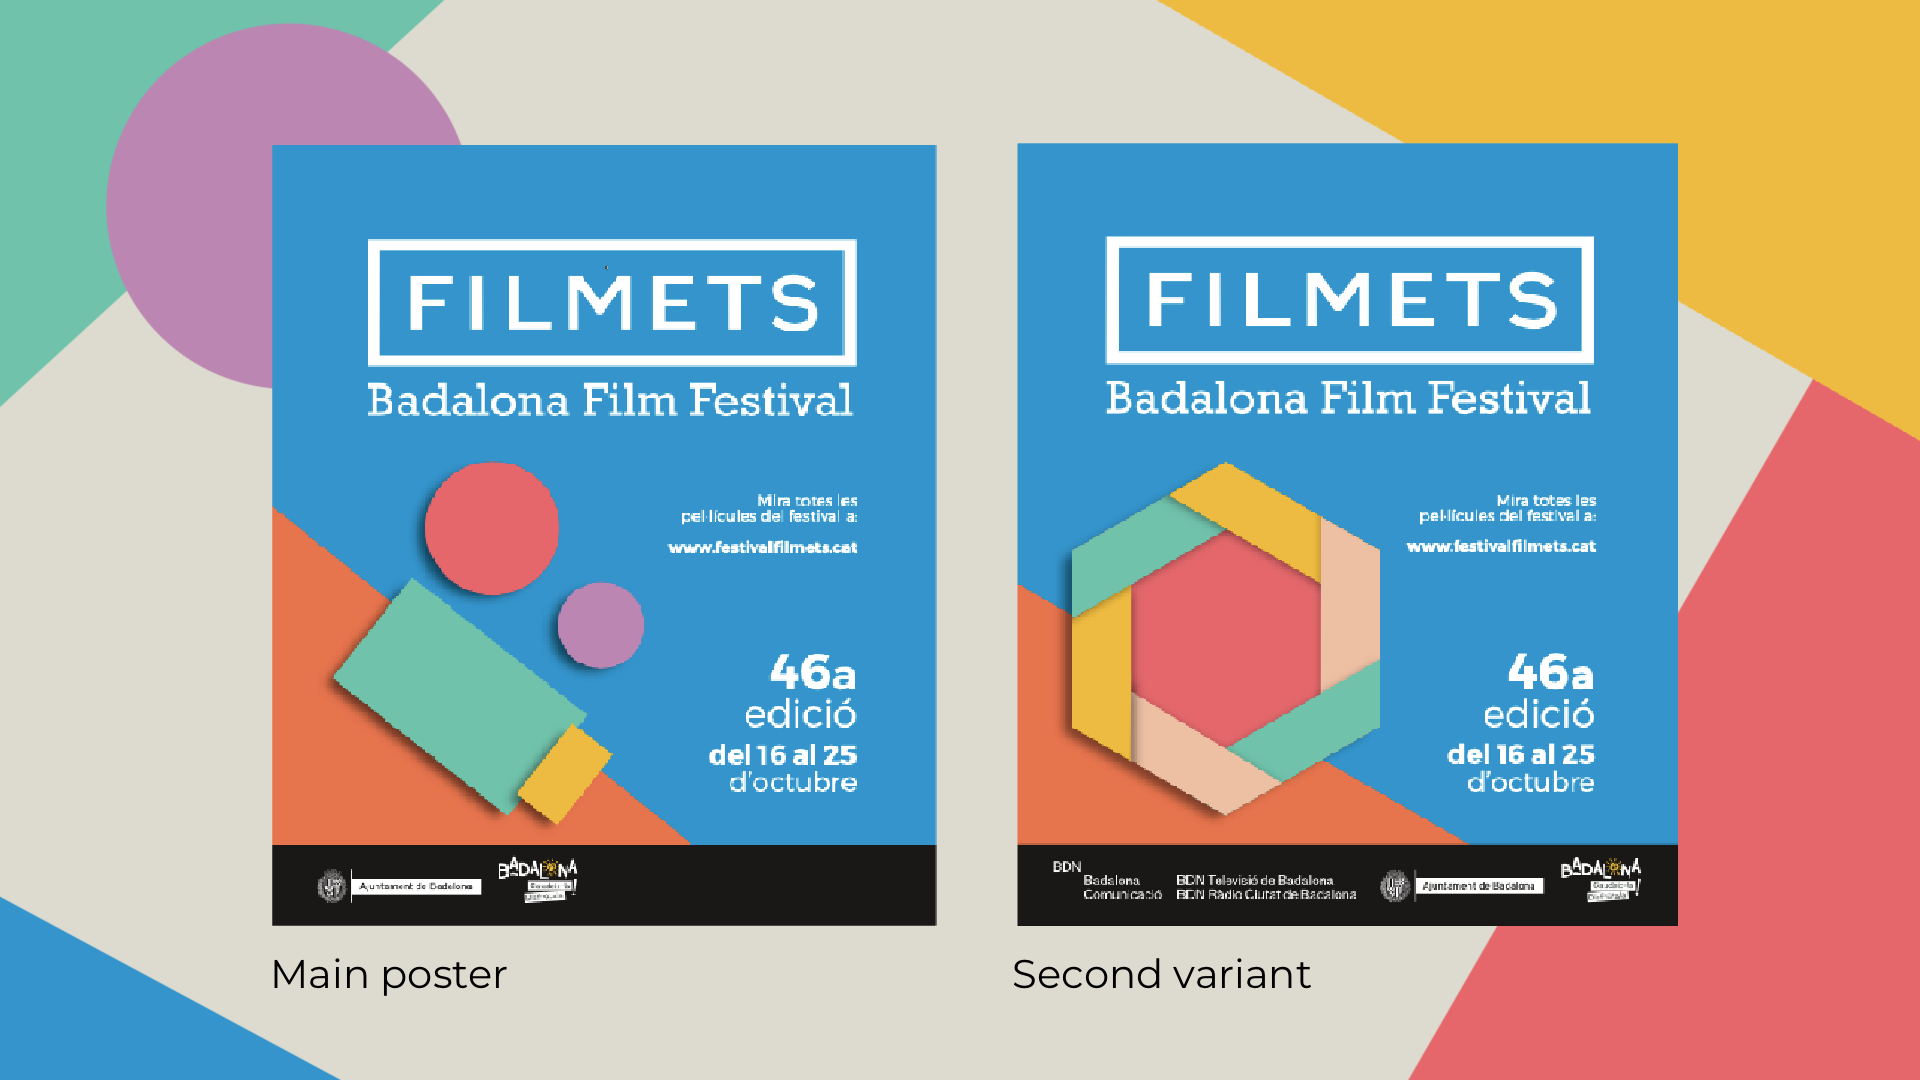 FILMETS
Badalona Film Festival
Mira totes les
pel·lícules del festival a:
www.festivalfilmets.cat
46a
edició
del 16 al 25
d'octubre
Ajuntament de Badalona
BADALONA
Main poster
FILMETS
Badalona Film Festival
Mira totes les
pel·lícules del festival a:
www.festivalfilmets.cat
46a
edició
del 16 al 25
d'octubre
BDN
Badalona
Comunicació
BDN Televisió de Badalona
BDN Ràdio Ciutat de Badalona
Ajuntament de Badalona
BADALONA
Second variant